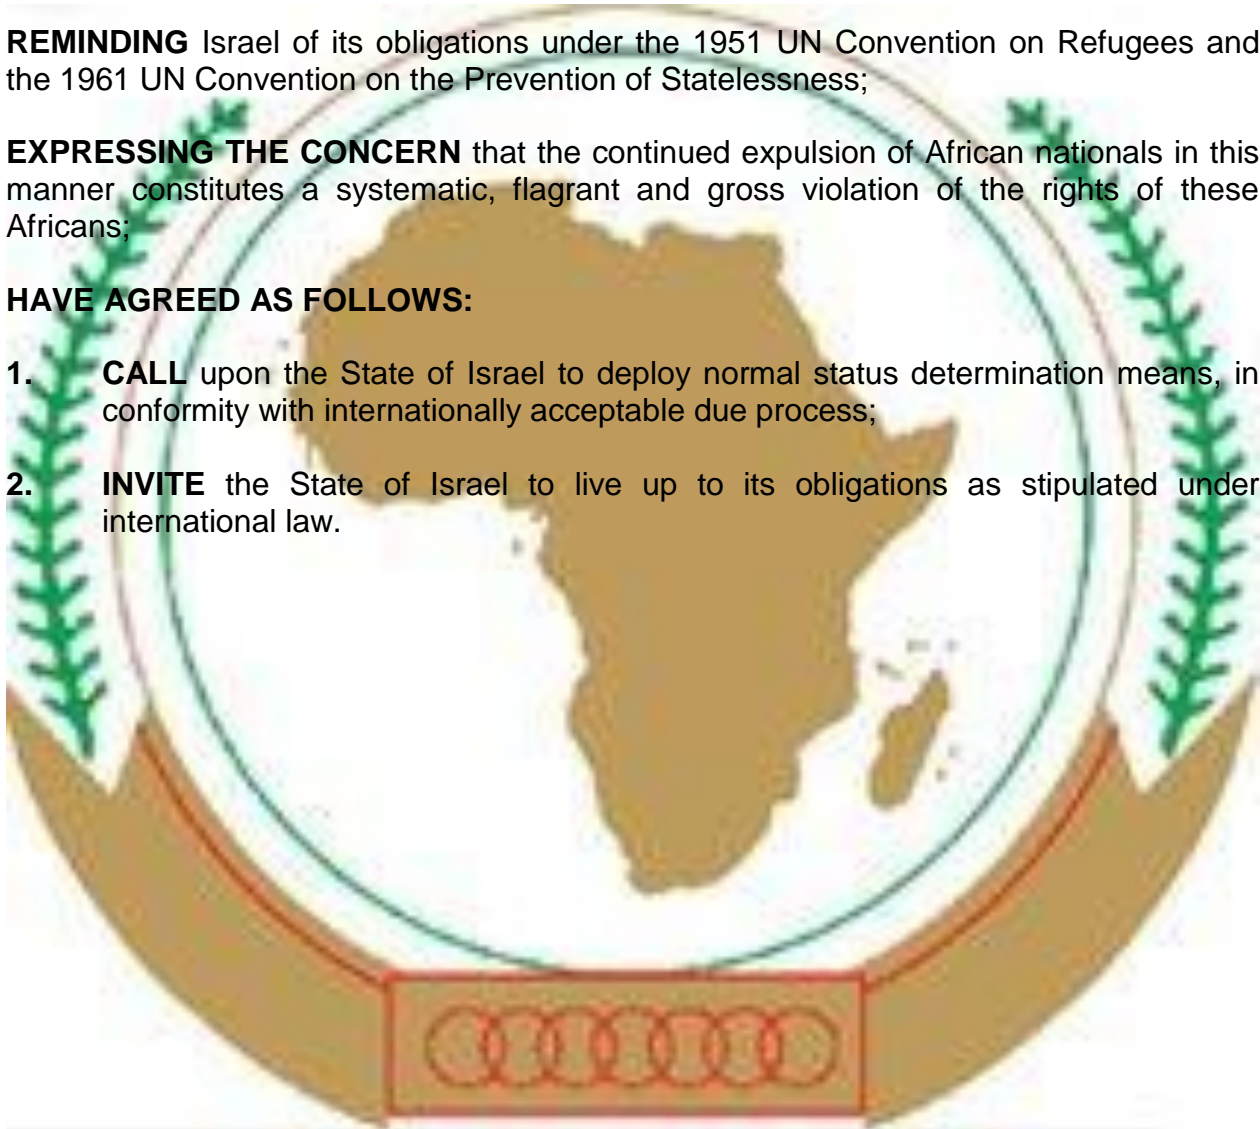 REMINDING Israel of its obligations under the 1951 UN Convention on Refugees and
the 1961 UN Convention on the Prevention of Statelessness;
EXPRESSING THE CONCERN that the continued expulsion of African nationals in this
manner constitutes a systematic, flagrant and gross violation of the rights of these
Africans;
HAVE AGREED AS FOLLOWS:
1. CALL upon the State of Israel to deploy normal status determination means, in
conformity with internationally acceptable due process;
2. INVITE the State of Israel to live up to its obligations as stipulated under
international law.